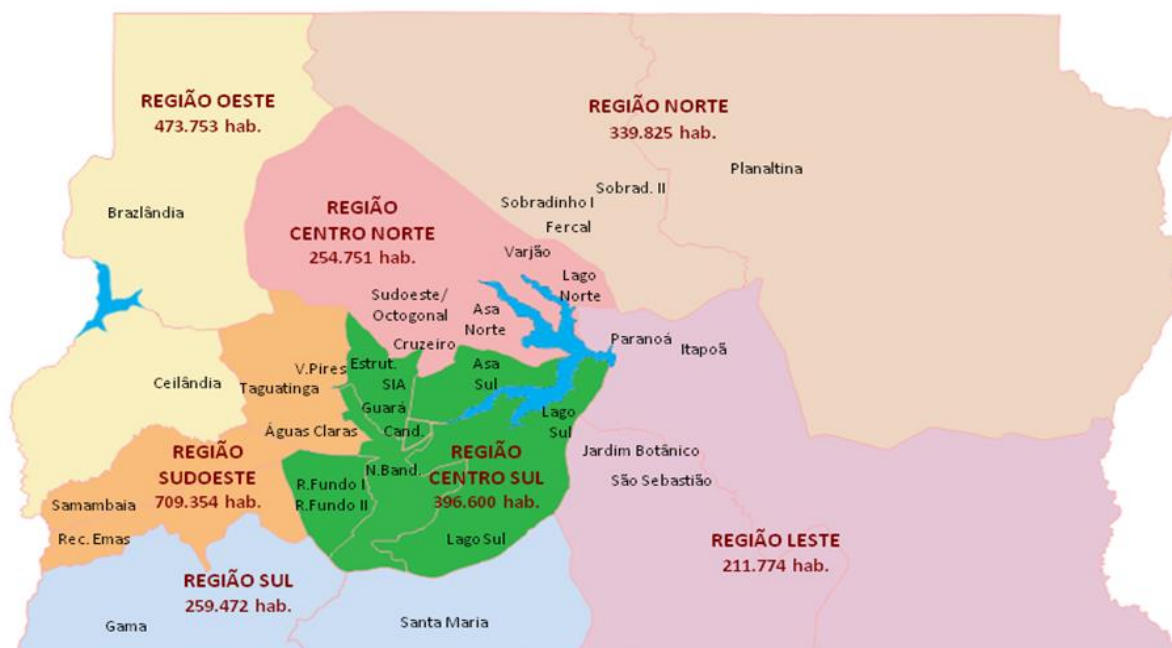 REGIÃO OESTE
473.753 hab.
REGIÃO NORTE
339.825 hab.
Planaltina
Sobrad. II
Sobradinho I
Fercal
Brazlândia
REGIÃO
CENTRO NORTE
254.751 hab.
Varjão
Lago
Norte
Sudoeste/
Octogonal
Asa
Norte
Cruzeiro
Paranoá
Itapoã
V.Pires
Estrut.
SIA
Asa
Sul
Ceilândia
Taguatinga
Guará
Lago
Sul
Águas Claras
Cand.
REGIÃO
SUDOESTE
709.354 hab.
N.Band.
REGIÃO
CENTRO SUL
396.600 hab.
Jardim Botânico
São Sebastião
R.Fundo I
R.Fundo II
Samambaia
Rec. Emas
Lago Sul
REGIÃO LESTE
211.774 hab.
REGIÃO SUL
259.472 hab.
Gama
Santa Maria